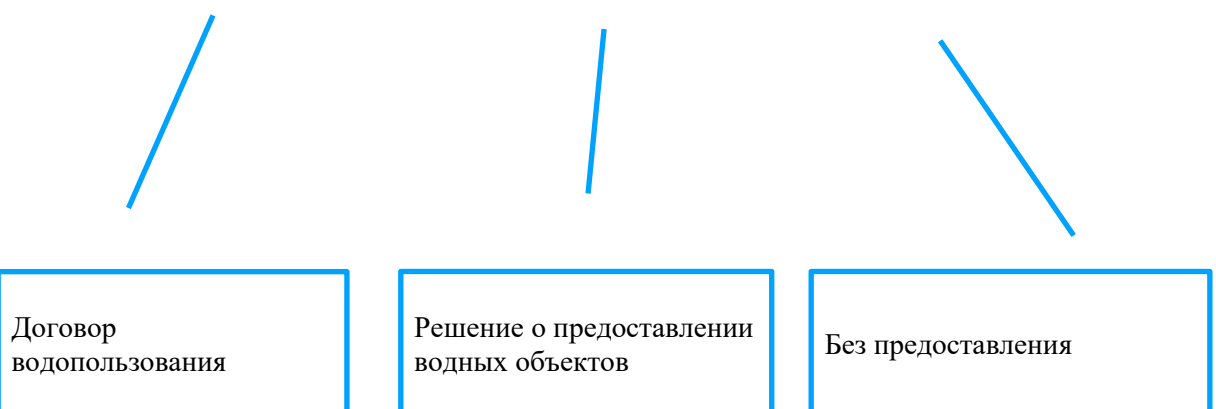 Договор
водопользования
Решение о предоставлении
водных объектов
Без предоставления